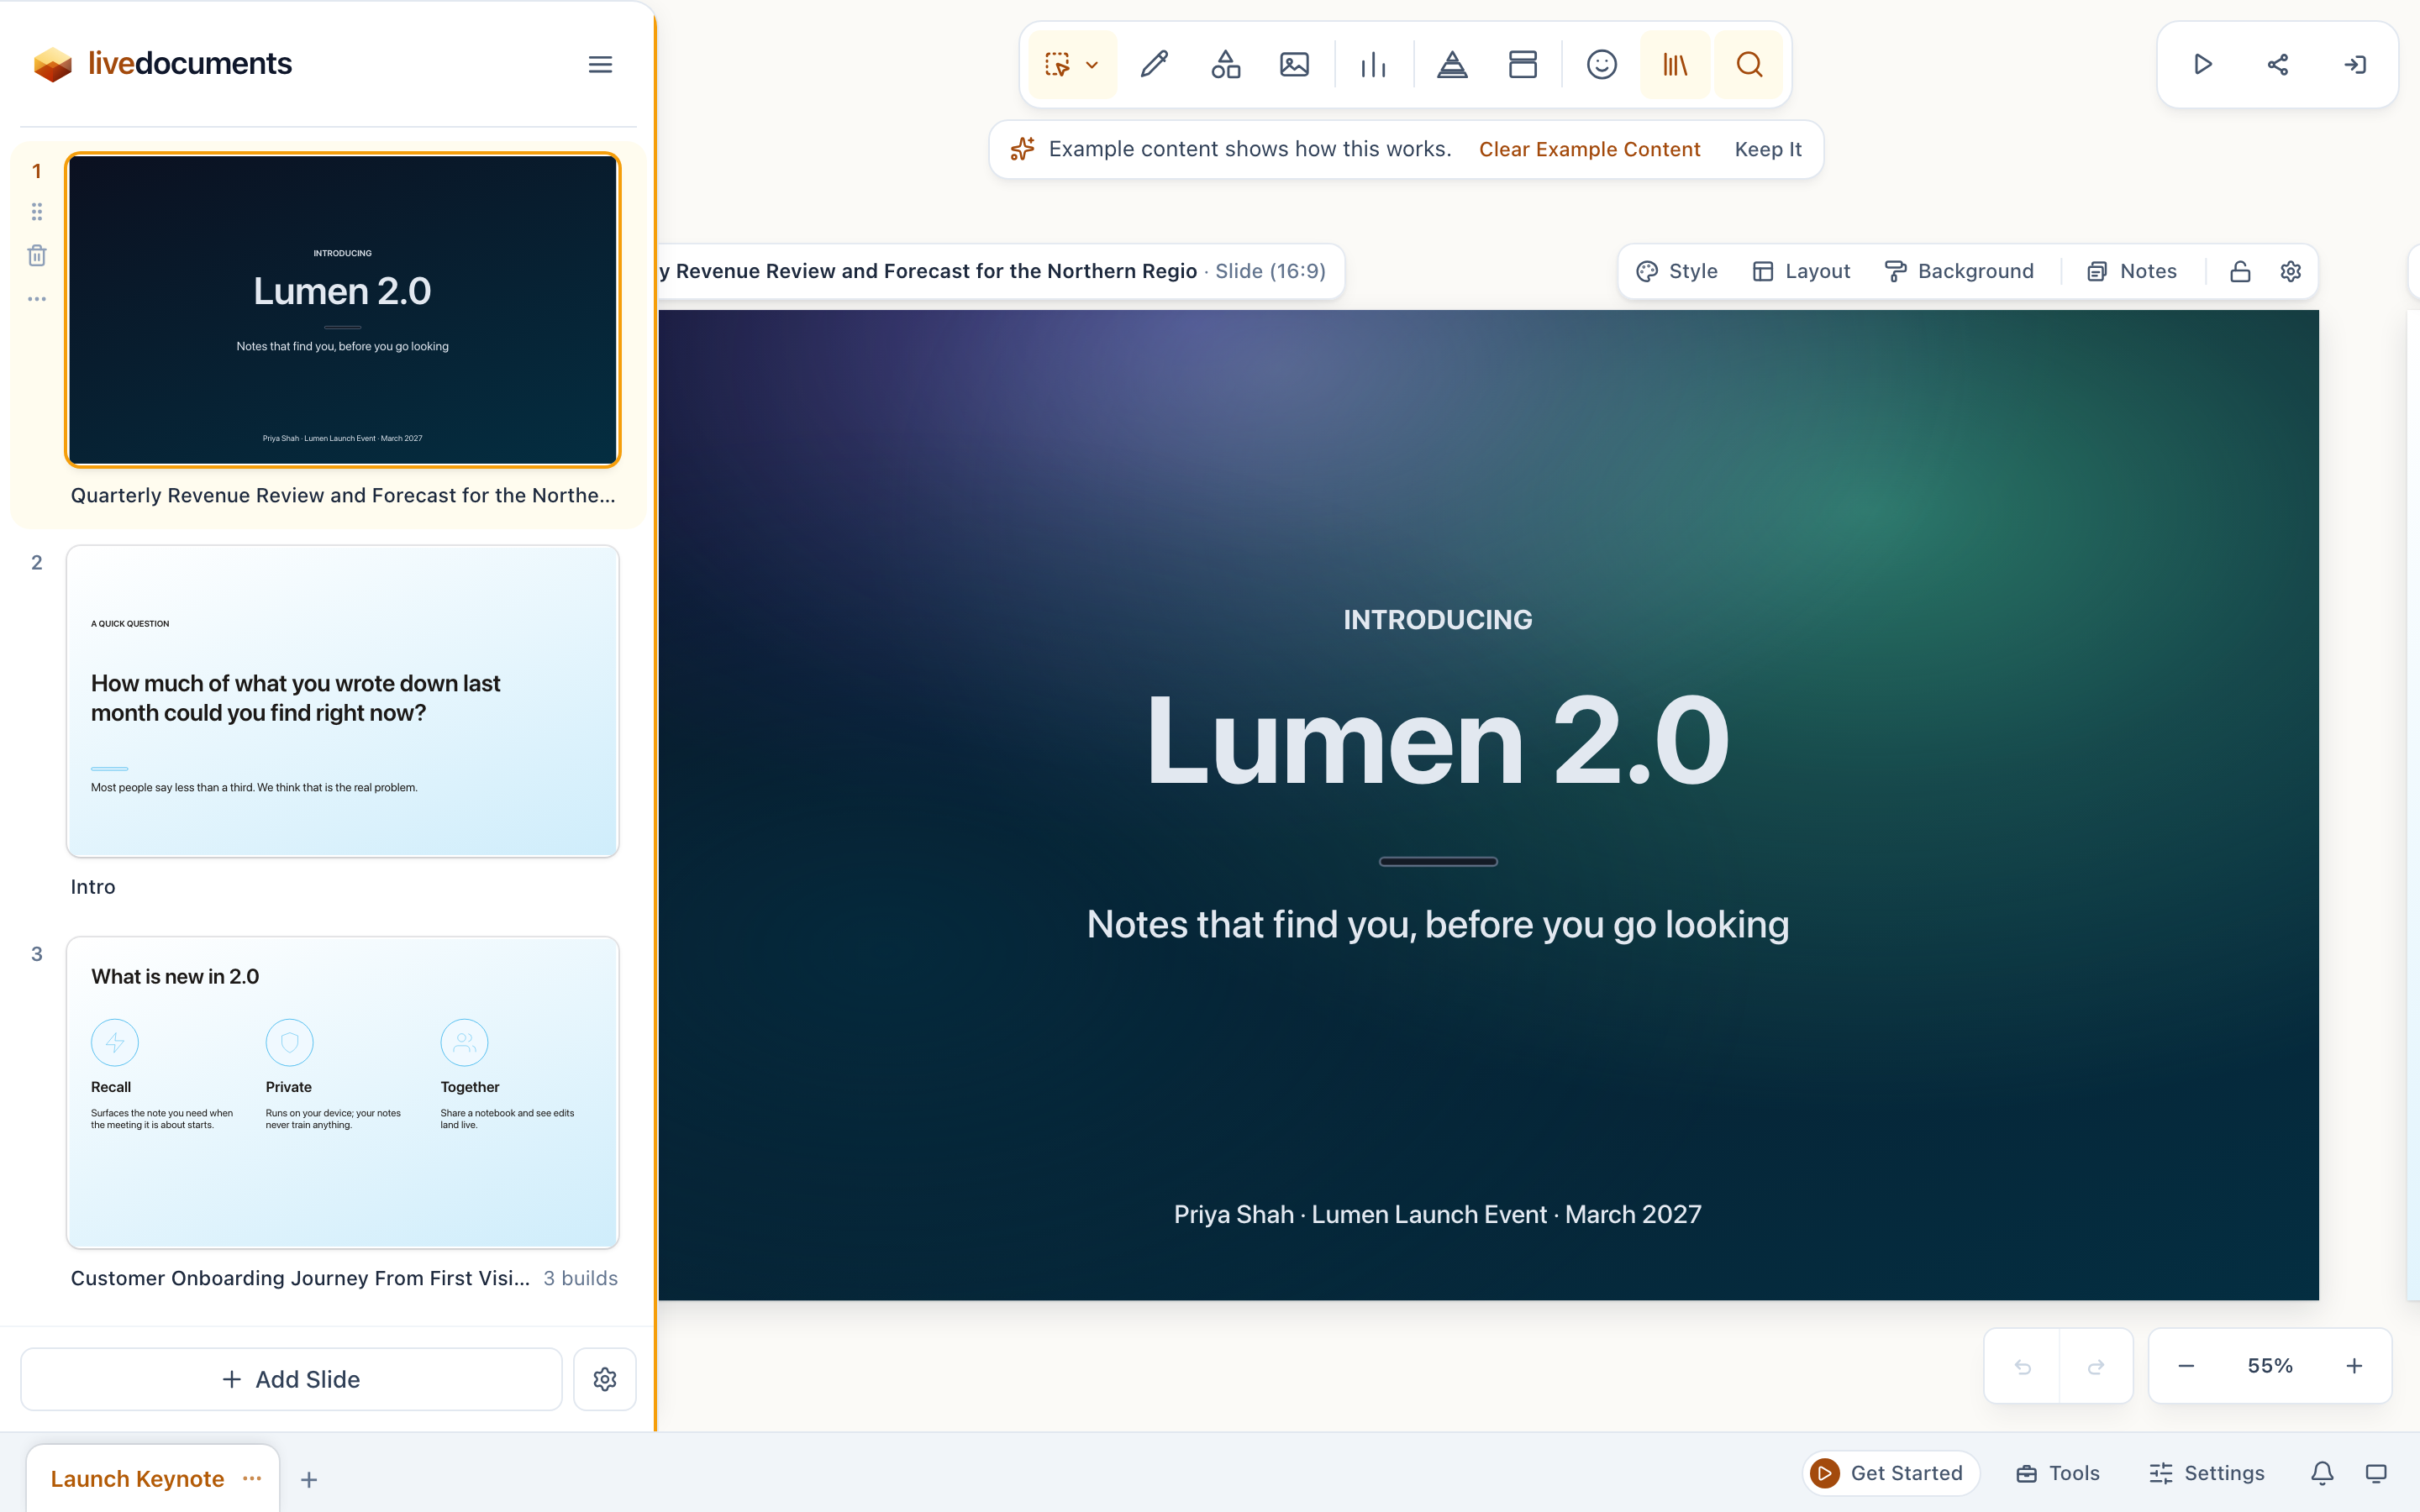 livedocuments
Example content shows how this works. Clear Example Content Keep It
1
INTRODUCING
Lumen 2.0
Notes that find you, before you go looking
Priya Shah · Lumen Launch Event · March 2027
Quarterly Revenue Review and Forecast for the Northe...
2
A QUICK QUESTION
How much of what you wrote down last
month could you find right now?
Most people say less than a third. We think that is the real problem.
Intro
3
What is new in 2.0
Recall
Surfaces the note you need when
the meeting it is about starts.
Private
Runs on your device; your notes
never train anything.
Together
Share a notebook and see edits
land live.
Customer Onboarding Journey From First Visi... 3 builds
Add Slide
y Revenue Review and Forecast for the Northern Regio · Slide (16:9)
Style Layout Background Notes
INTRODUCING
Lumen 2.0
Notes that find you, before you go looking
Priya Shah · Lumen Launch Event · March 2027
55%
Launch Keynote
Get Started Tools Settings